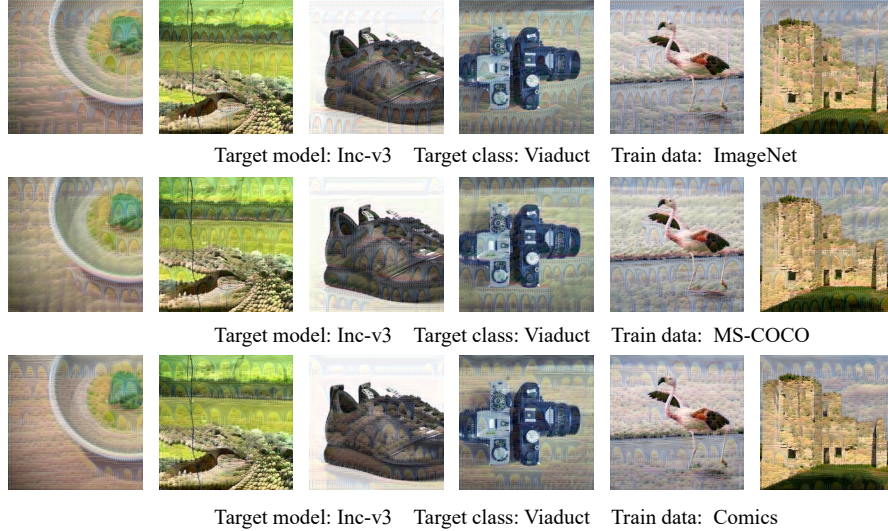 Target model: Inc-v3 Target class: Viaduct Train data: ImageNet
Target model: Inc-v3 Target class: Viaduct Train data: MS-COCO
Target model: Inc-v3 Target class: Viaduct Train data: Comics